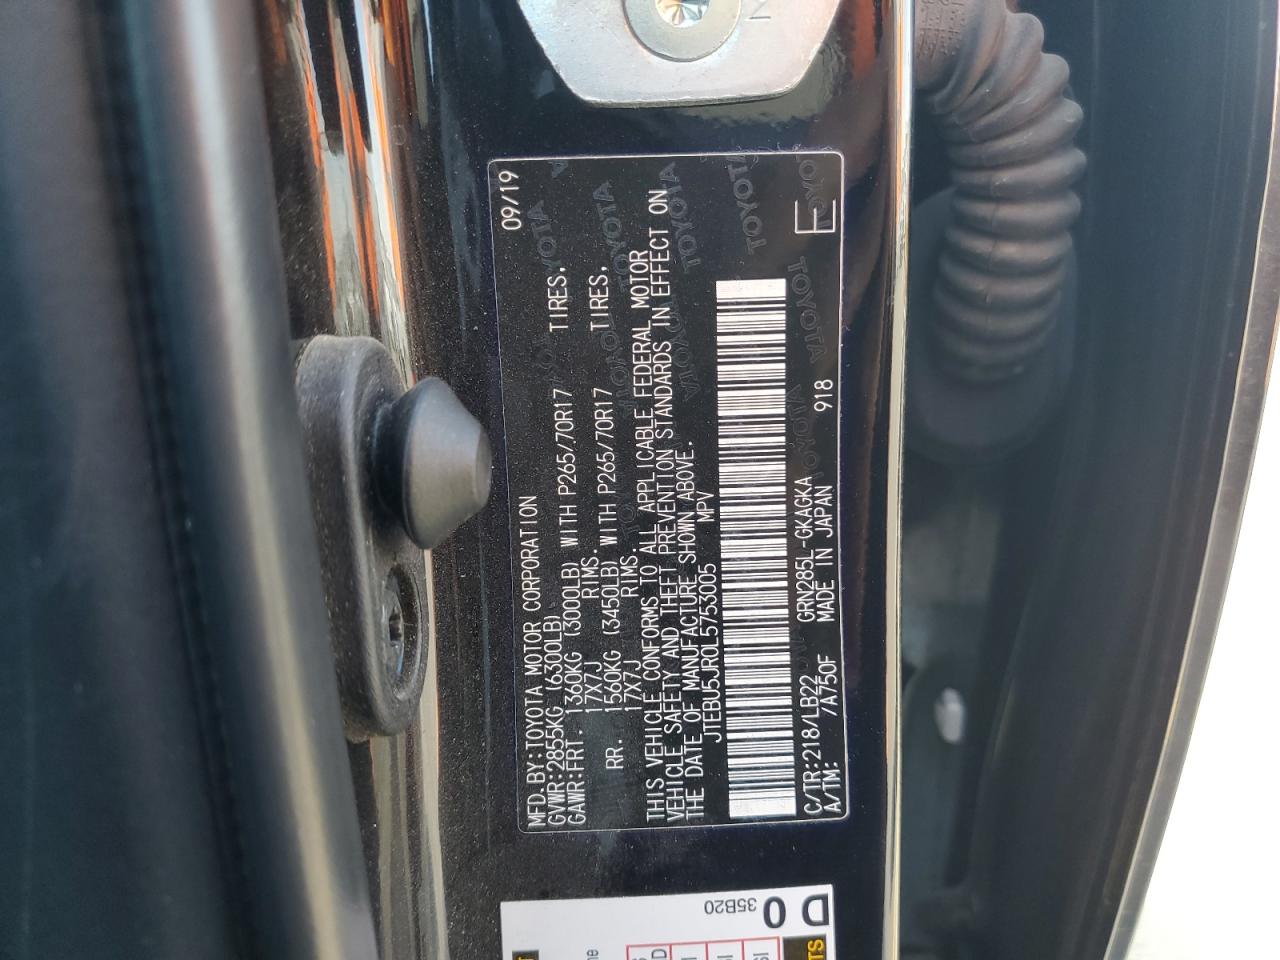 MFD.BY:TOYOTA MOTOR CORPORATION 09/19
GVWR:2855KG (6300LB)
GAWR:FRT. 1360KG (3000LB) WITH P265/70R17 TIRES.
17X7J RIMS.
RR. 1560KG (3450LB) WITH P265/70R17 TIRES.
17X7J RIMS.
THIS VEHICLE CONFORMS TO ALL APPLICABLE FEDERAL MOTOR
VEHICLE SAFETY AND THEFT PREVENTION STANDARDS IN EFFECT ON
THE DATE OF MANUFACTURE SHOWN ABOVE.
JTEBU5JR0L5753005 MPV
C/TR:218/LB22 GRN285L-GKAGKA
A/TM: /A750F MADE IN JAPAN 918
TOYOTA
35B20
D 0